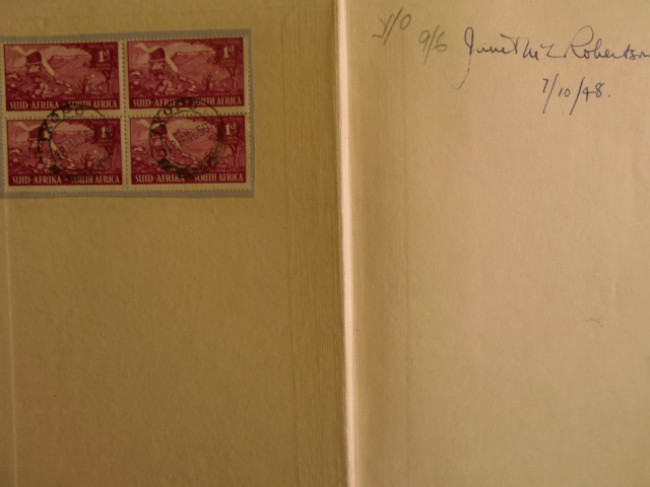 1d 1d
SUID-AFRIKA • SOUTH AFRICA SUID-AFRIKA • SOUTH AFRICA
1d 1d
SUID-AFRIKA • SOUTH AFRICA SUID-AFRIKA • SOUTH AFRICA
y/o 9/6 Robertson
7/10/48.